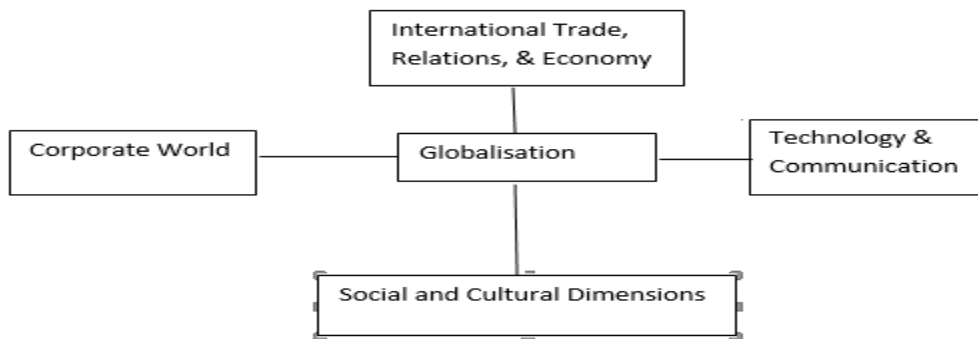 International Trade,
Relations, & Economy
Corporate World
Globalisation
Technology &
Communication
Social and Cultural Dimensions